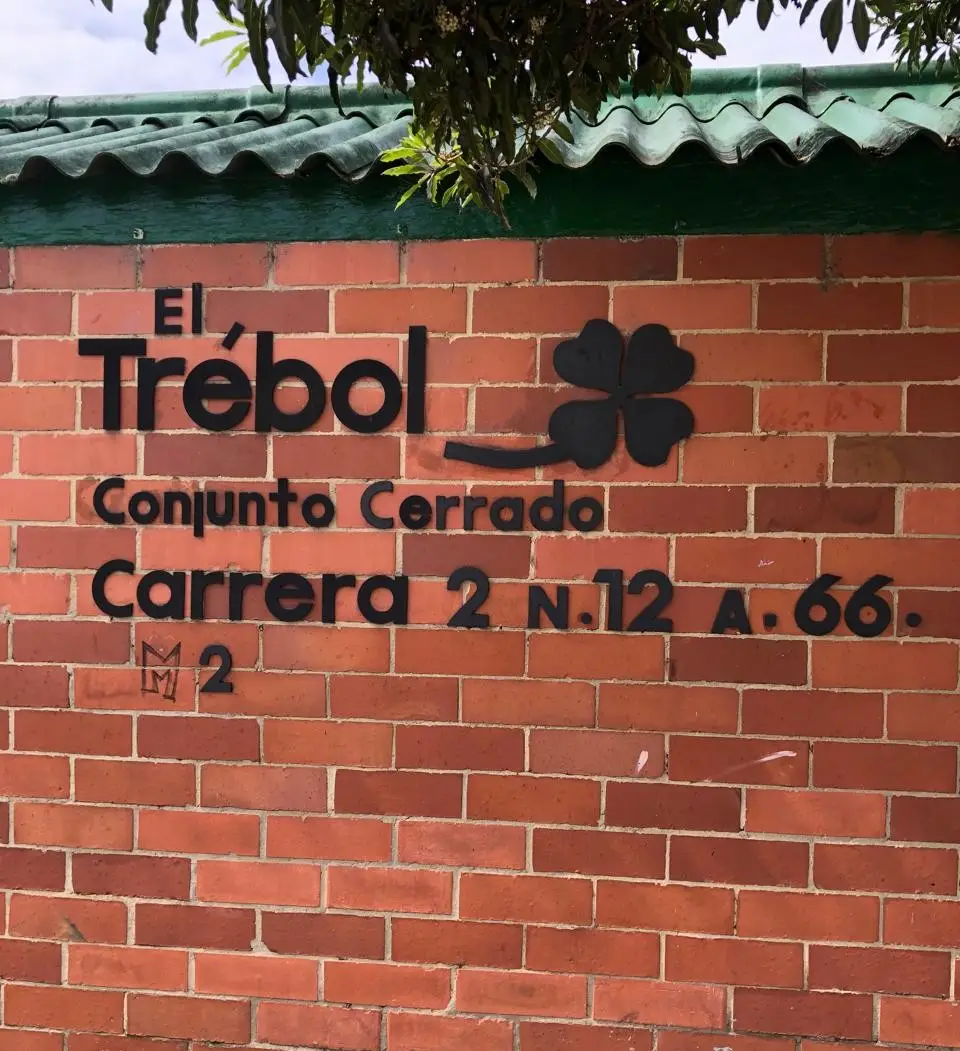 El
Trébol
Conjunto Cerrado
Carrera 2 N.12 A.66.
M 2